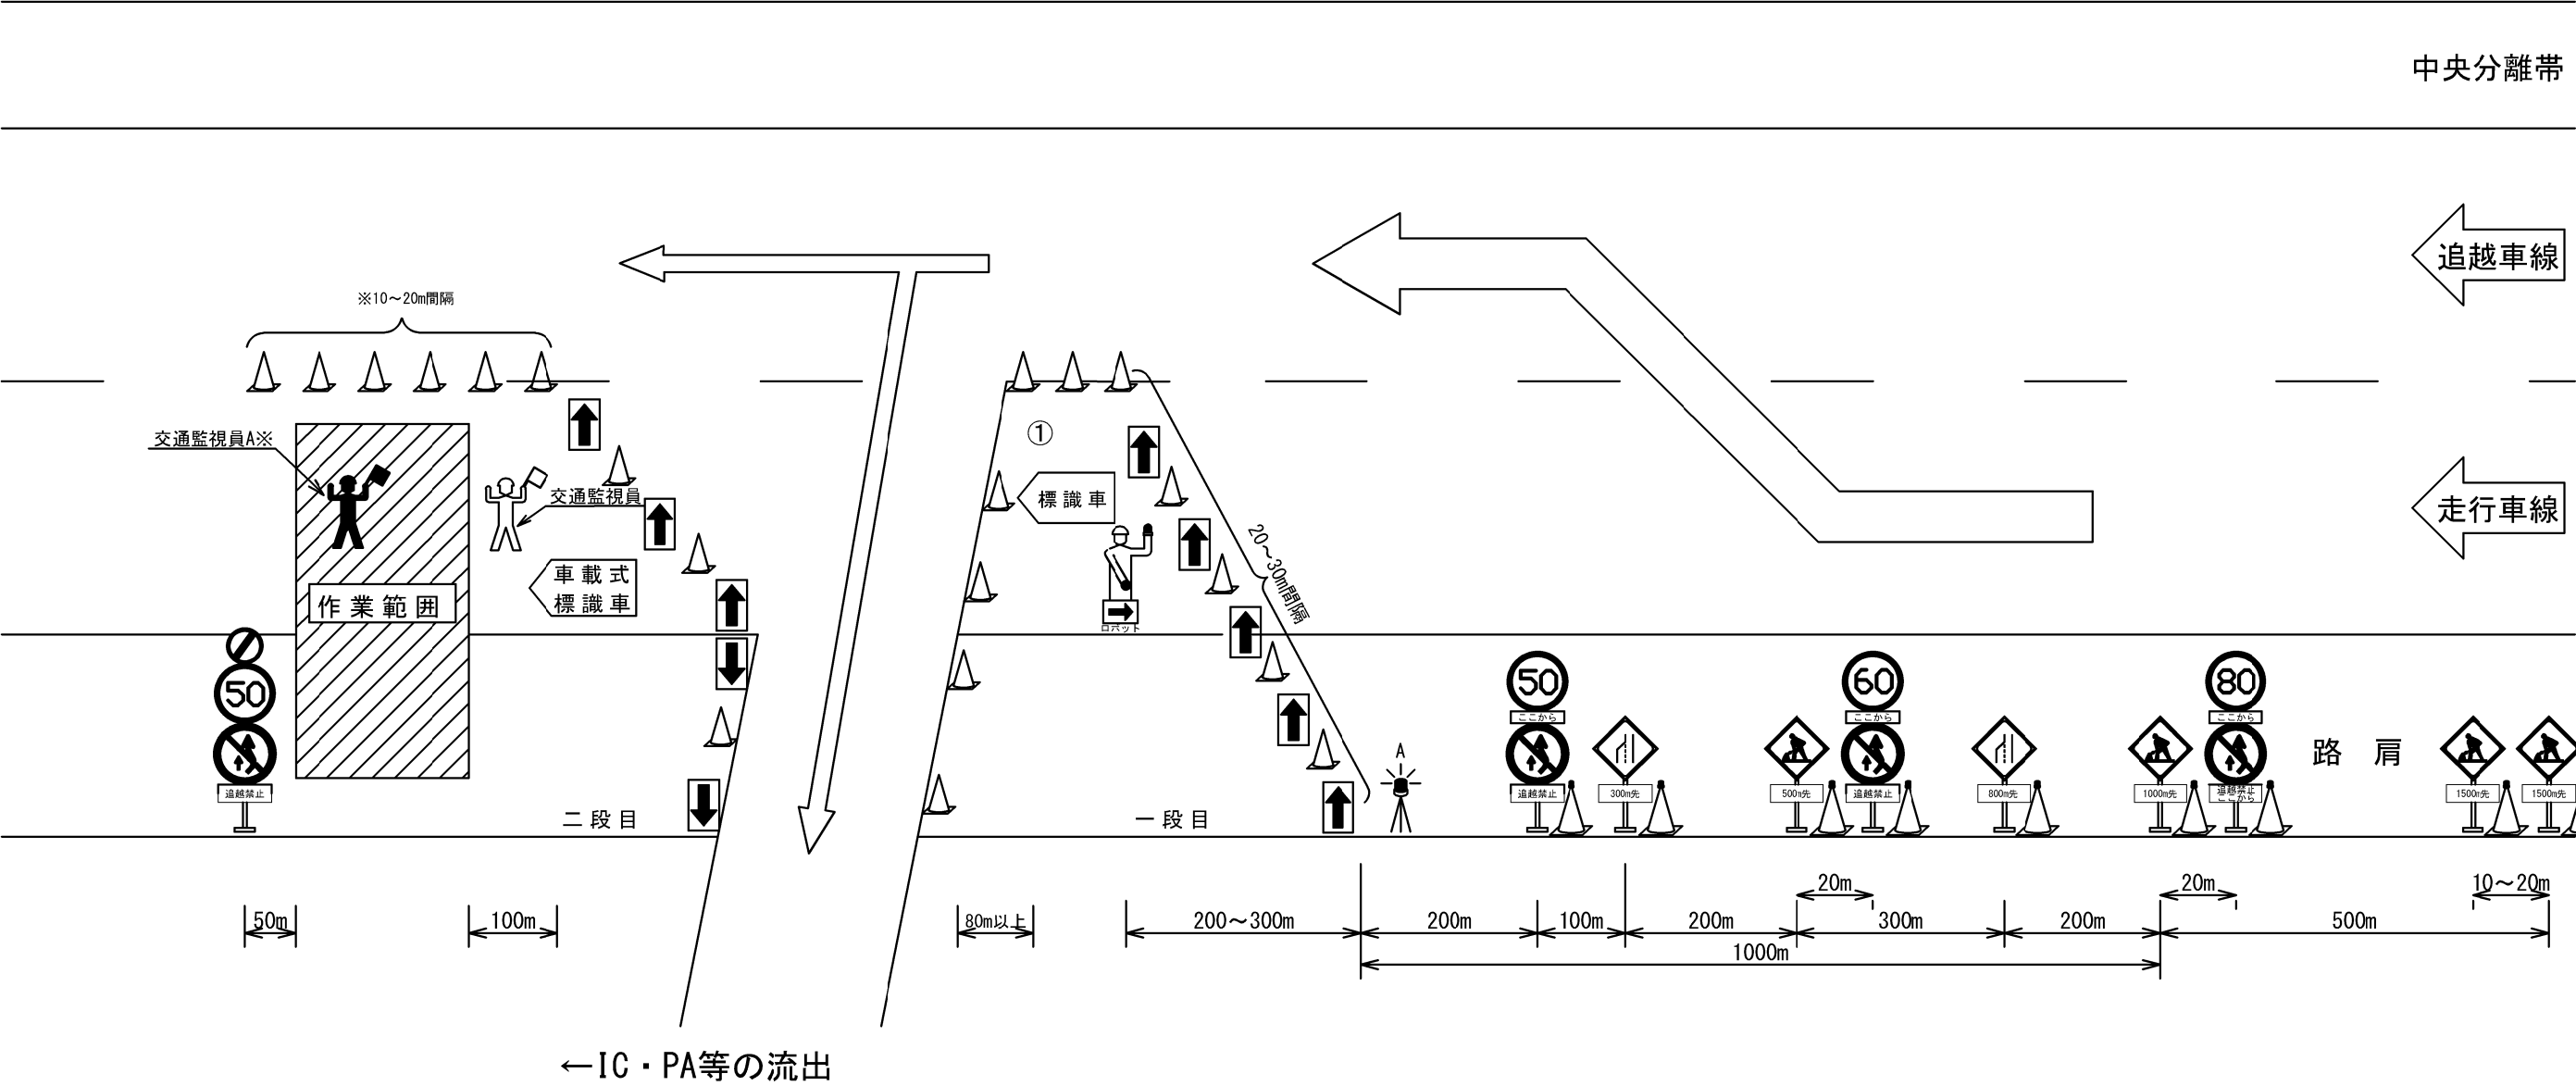 中央分離帯
追越車線
※10～20m間隔
交通監視員A※
①
標識車
走行車線
交通監視員
20～30m間隔
車載式
標識車
作業範囲
ロボット
50
追越禁止
二段目
一段目
A
50
ここから
追越禁止
300m先
500m先
60
ここから
追越禁止
800m先
1000m先
80
ここから
追越禁止
ここから
路肩
1500m先
1500m先
20m
20m
10～20m
50m
100m
80m以上
200～300m
200m
100m
200m
300m
200m
500m
1000m
←IC・PA等の流出